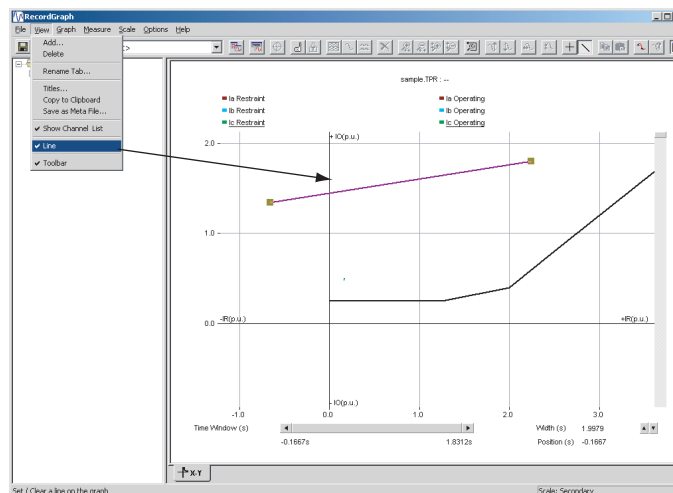 RecordGraph
File View Graph Measure Scale Options Help
Add...
Delete
Rename Tab...
Titles...
Copy to Clipboard
Save as Meta File...
Show Channel List
Line
Toolbar
sample.TPR : --
Ia Restraint Ia Operating
Ib Restraint Ib Operating
Ic Restraint Ic Operating
+ IO(p.u.)
2.0
1.0
0.0
-IR(p.u.) +IR(p.u.)
- IO(p.u.)
-1.0 0.0 1.0 2.0 3.0
Time Window (s) Width (s) 1.9979
-0.1667s 1.8312s Position (s) -0.1667
X-Y
Set / Clear a line on the graph Scale: Secondary